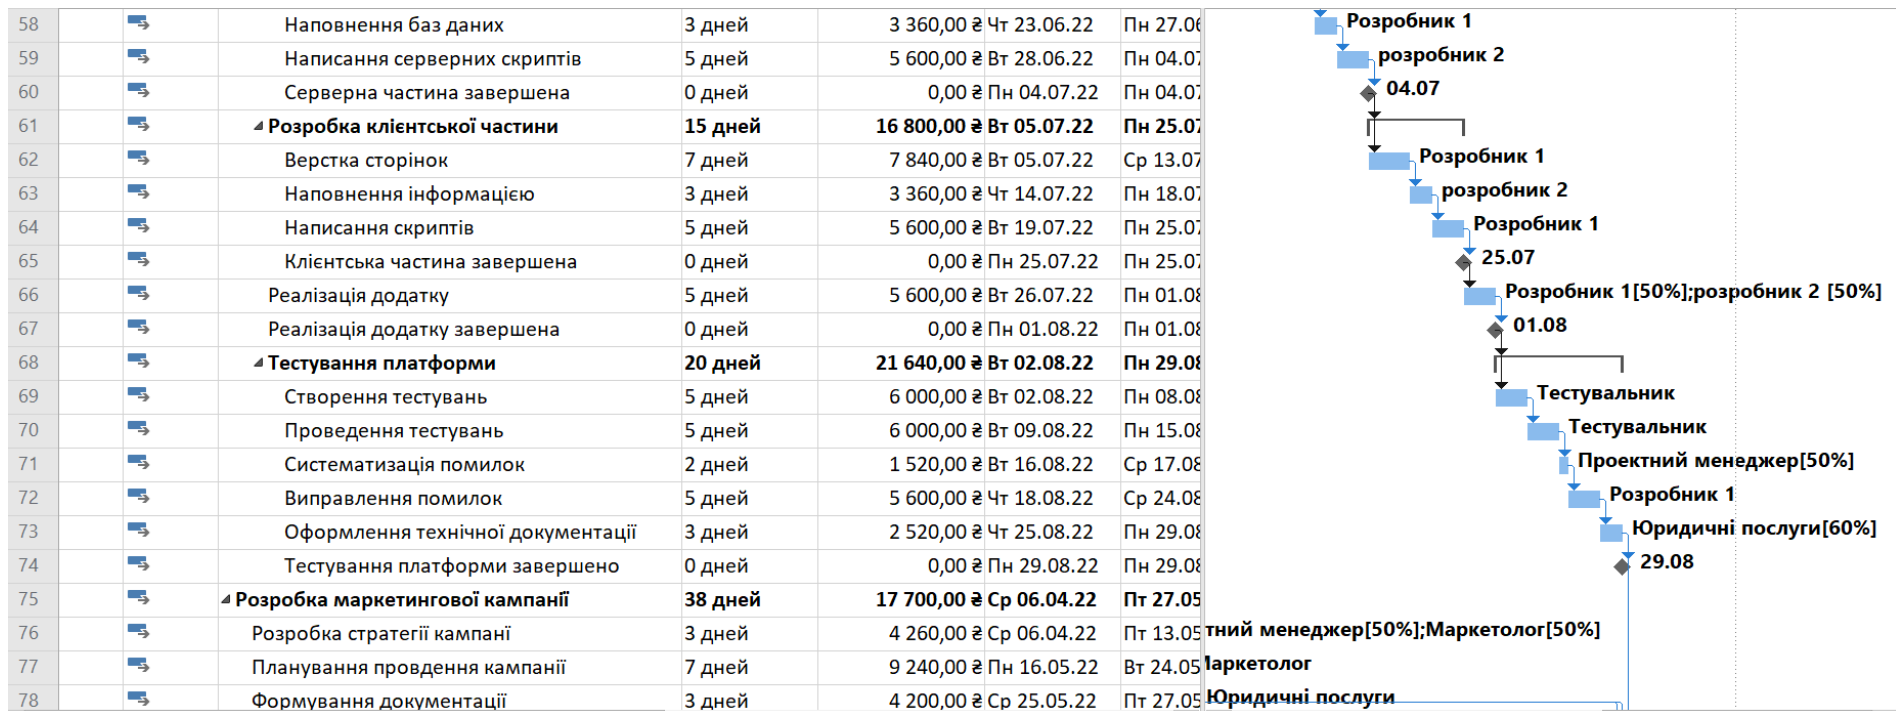 58 Наповнення баз даних 3 дней 3 360,00 ₴ Чт 23.06.22 Пн 27.06 Розробник 1
59 Написання серверних скриптів 5 дней 5 600,00 ₴ Вт 28.06.22 Пн 04.07 розробник 2
60 Серверна частина завершена 0 дней 0,00 ₴ Пн 04.07.22 Пн 04.07 04.07
61 Розробка клієнтської частини 15 дней 16 800,00 ₴ Вт 05.07.22 Пн 25.07
62 Верстка сторінок 7 дней 7 840,00 ₴ Вт 05.07.22 Ср 13.07 Розробник 1
63 Наповнення інформацією 3 дней 3 360,00 ₴ Чт 14.07.22 Пн 18.07 розробник 2
64 Написання скриптів 5 дней 5 600,00 ₴ Вт 19.07.22 Пн 25.07 Розробник 1
65 Клієнтська частина завершена 0 дней 0,00 ₴ Пн 25.07.22 Пн 25.07 25.07
66 Реалізація додатку 5 дней 5 600,00 ₴ Вт 26.07.22 Пн 01.08 Розробник 1[50%];розробник 2 [50%]
67 Реалізація додатку завершена 0 дней 0,00 ₴ Пн 01.08.22 Пн 01.08 01.08
68 Тестування платформи 20 дней 21 640,00 ₴ Вт 02.08.22 Пн 29.08
69 Створення тестувань 5 дней 6 000,00 ₴ Вт 02.08.22 Пн 08.08 Тестувальник
70 Проведення тестувань 5 дней 6 000,00 ₴ Вт 09.08.22 Пн 15.08 Тестувальник
71 Систематизація помилок 2 дней 1 520,00 ₴ Вт 16.08.22 Ср 17.08 Проектний менеджер[50%]
72 Виправлення помилок 5 дней 5 600,00 ₴ Чт 18.08.22 Ср 24.08 Розробник 1
73 Оформлення технічної документації 3 дней 2 520,00 ₴ Чт 25.08.22 Пн 29.08 Юридичні послуги[60%]
74 Тестування платформи завершено 0 дней 0,00 ₴ Пн 29.08.22 Пн 29.08 29.08
75 Розробка маркетингової кампанії 38 дней 17 700,00 ₴ Ср 06.04.22 Пт 27.05
76 Розробка стратегії кампанї 3 дней 4 260,00 ₴ Ср 06.04.22 Пт 13.05 тний менеджер[50%];Маркетолог[50%]
77 Планування провдення кампанії 7 дней 9 240,00 ₴ Пн 16.05.22 Вт 24.05 Маркетолог
78 Формування документації 3 дней 4 200,00 ₴ Ср 25.05.22 Пт 27.05 Юридичні послуги